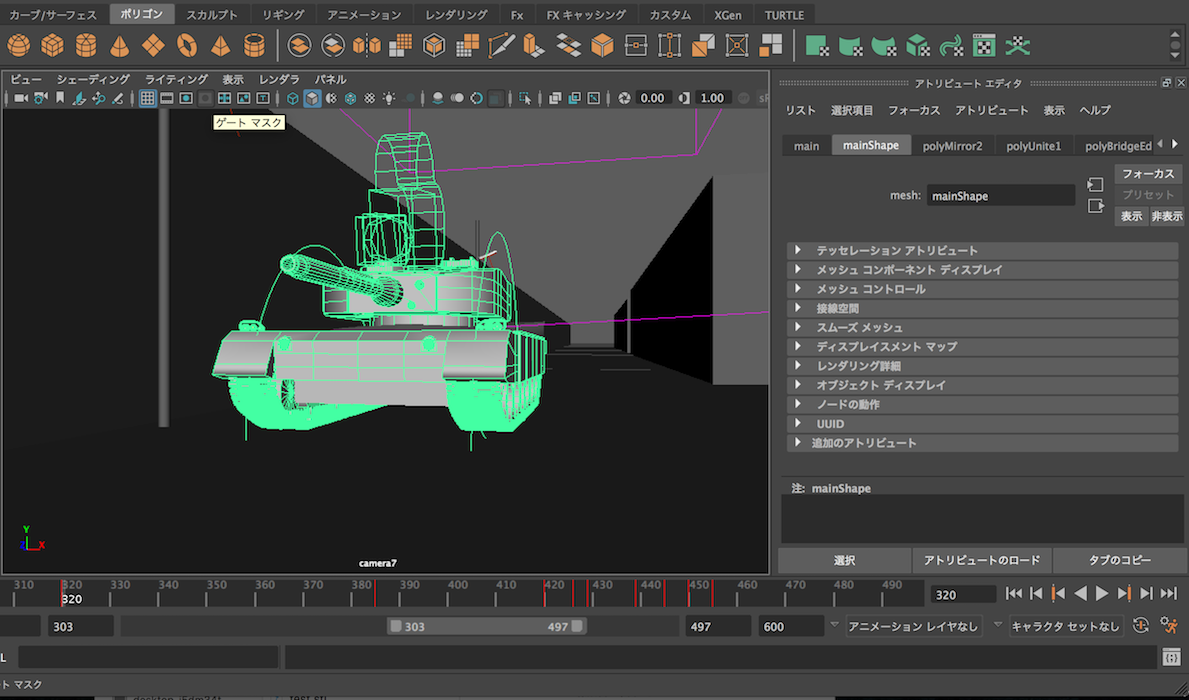 カーブ/サーフェス ポリゴン スカルプト リギング アニメーション レンダリング Fx FX キャッシング カスタム XGen TURTLE
ビュー シェーディング ライティング 表示 レンダラ パネル
0.00 1.00
ゲート マスク
camera7
Y
X
アトリビュート エディタ
リスト 選択項目 フォーカス アトリビュート 表示 ヘルプ
main mainShape polyMirror2 polyUnite1 polyBridgeEd
フォーカス
mesh: mainShape プリセット
表示 非表示
テッセレーション アトリビュート
メッシュ コンポーネント ディスプレイ
メッシュ コントロール
接線空間
スムーズ メッシュ
ディスプレイスメント マップ
レンダリング詳細
オブジェクト ディスプレイ
ノードの動作
UUID
追加のアトリビュート
注: mainShape
選択 アトリビュートのロード タブのコピー
310 320 330 340 350 360 370 380 390 400 410 420 430 440 450 460 470 480 490
320 320
303 303 497 497 600 アニメーション レイヤなし キャラクタ セットなし
L
ト マスク